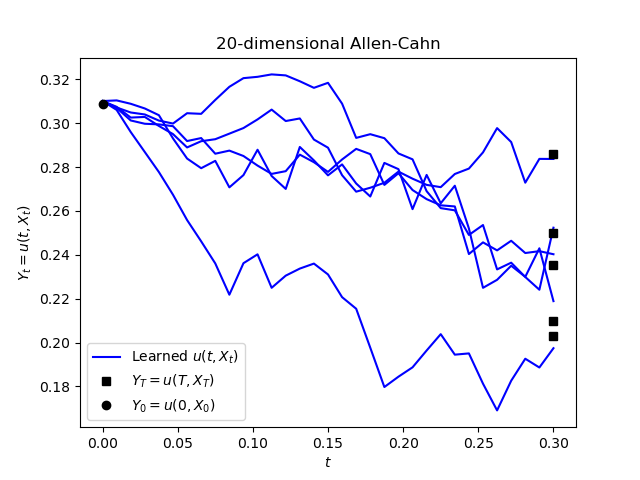 20-dimensional Allen-Cahn
0.32
0.30
0.28
0.26
0.24
0.22
0.20
0.18
Y_t = u(t, X_t)
Learned u(t, X_t)
Y_T = u(T, X_T)
Y_0 = u(0, X_0)
0.00 0.05 0.10 0.15 0.20 0.25 0.30
t